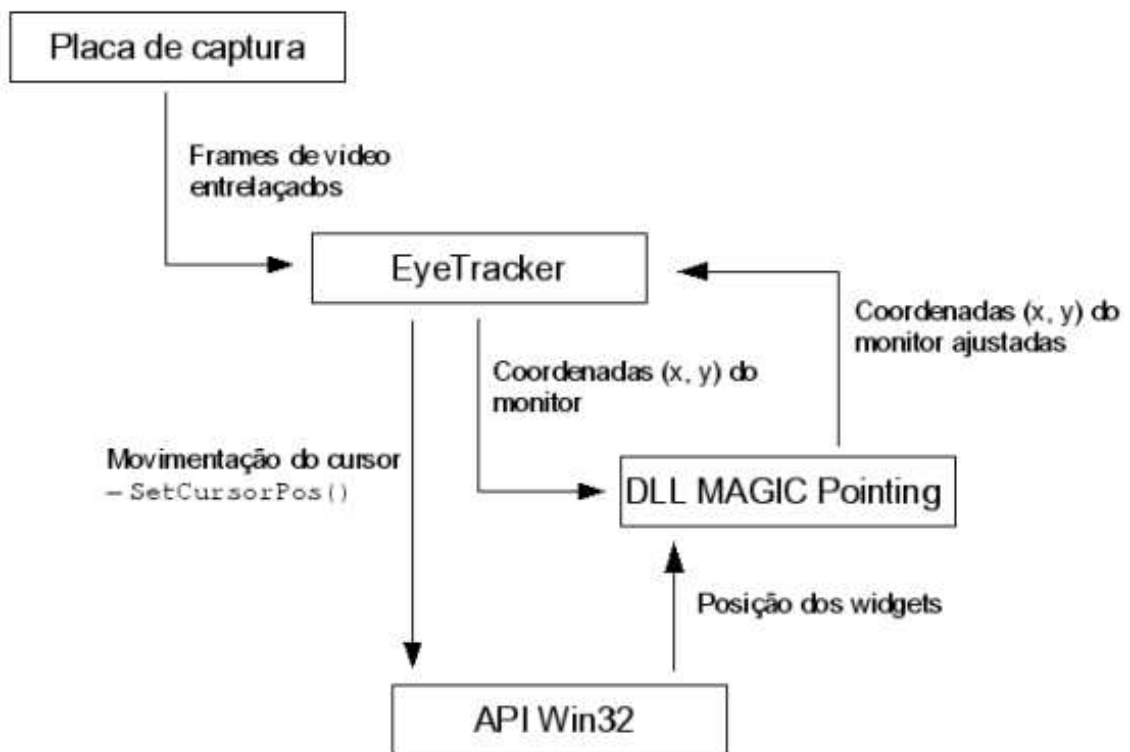 Placa de captura
Frames de vídeo
entrelaçados
EyeTracker
Coordenadas (x, y) do
monitor ajustadas
Coordenadas (x, y) do
monitor
Movimentação do cursor
– SetCursorPos()
DLL MAGIC Pointing
Posição dos widgets
API Win32